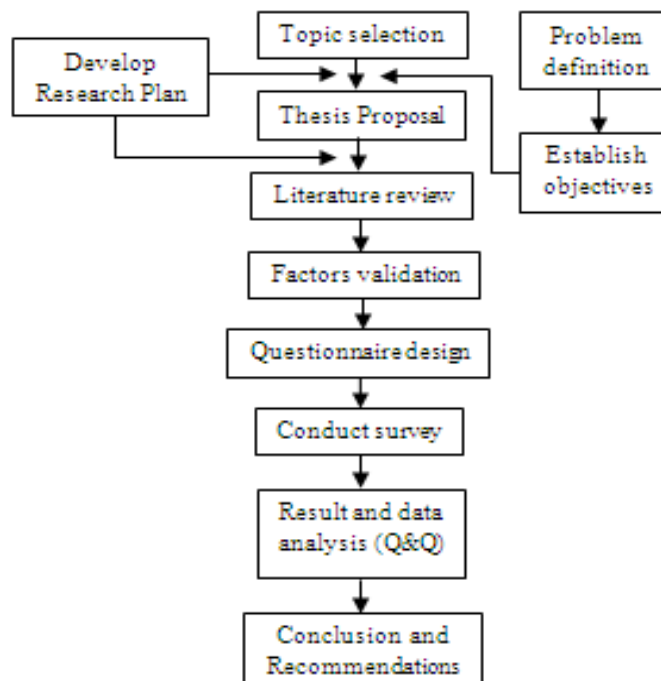 Topic selection
Problem
definition
Develop
Research Plan
Thesis Proposal
Establish
objectives
Literature review
Factors validation
Questionnaire design
Conduct survey
Result and data
analysis (Q&Q)
Conclusion and
Recommendations